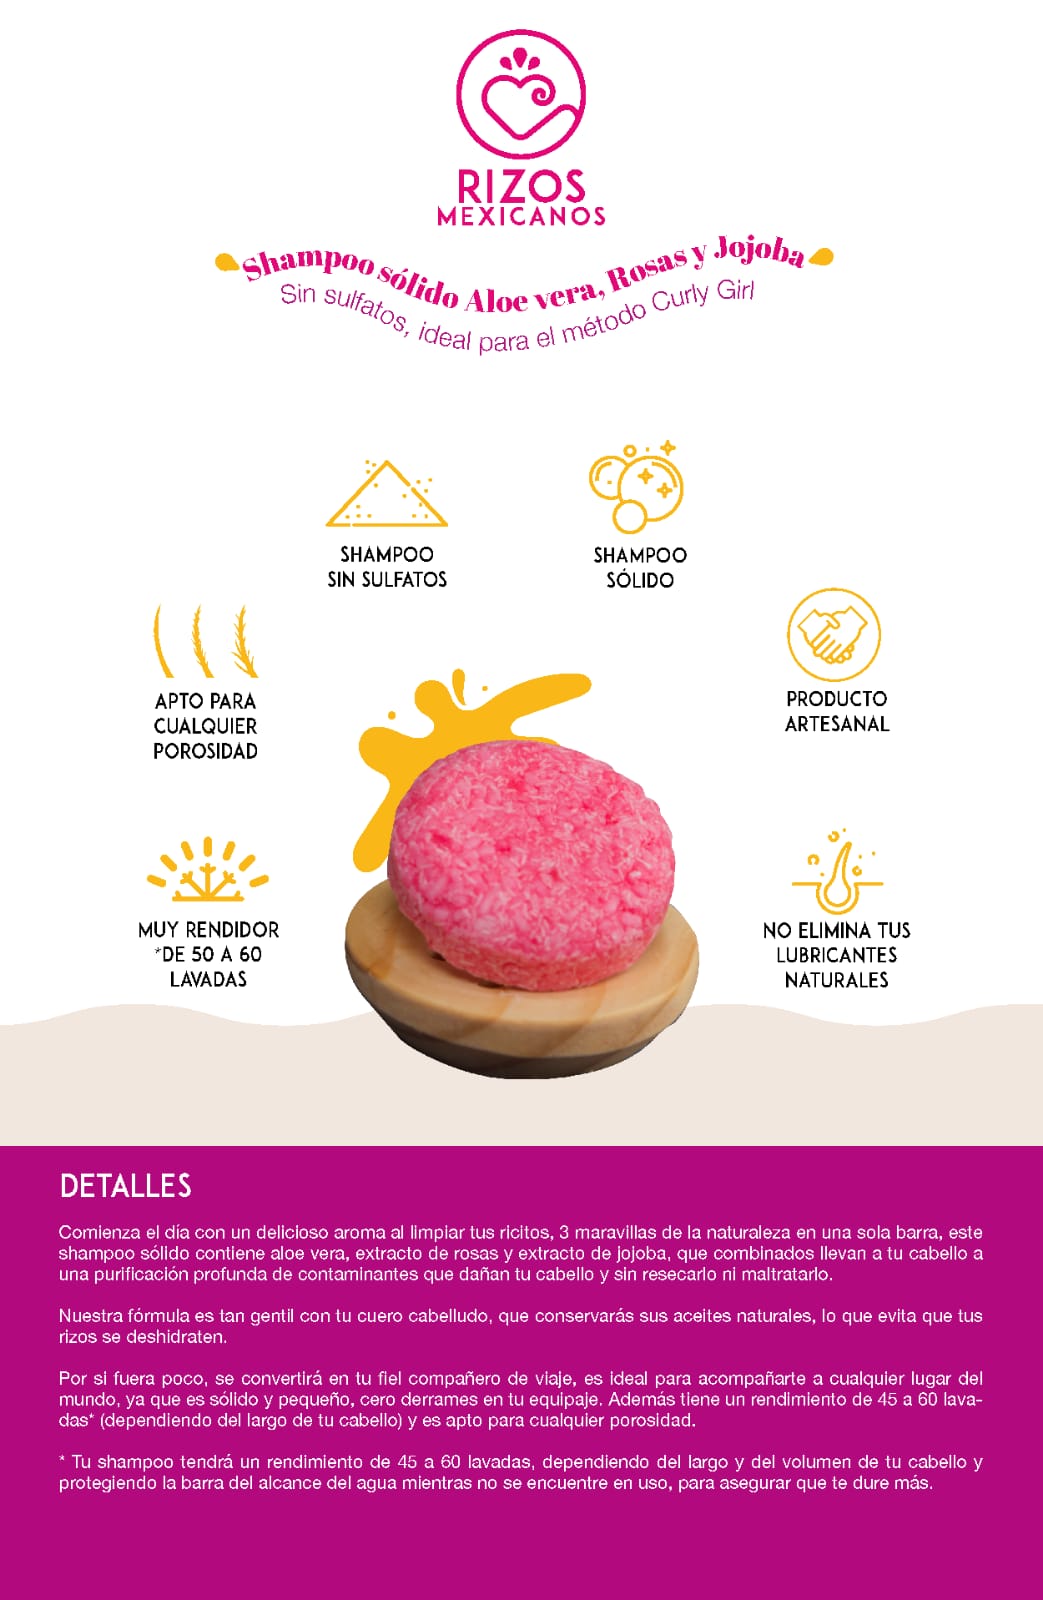 RIZOS
MEXICANOS
Shampoo sólido Aloe vera, Rosas y Jojoba
Sin sulfatos, ideal para el método Curly Girl
SHAMPOO
SIN SULFATOS
SHAMPOO
SÓLIDO
APTO PARA
CUALQUIER
POROSIDAD
PRODUCTO
ARTESANAL
MUY RENDIDOR
*DE 50 A 60
LAVADAS
NO ELIMINA TUS
LUBRICANTES
NATURALES
DETALLES
Comienza el día con un delicioso aroma al limpiar tus ricitos, 3 maravillas de la naturaleza en una sola barra, este
shampoo sólido contiene aloe vera, extracto de rosas y extracto de jojoba, que combinados llevan a tu cabello a
una purificación profunda de contaminantes que dañan tu cabello y sin resecarlo ni maltratarlo.
Nuestra fórmula es tan gentil con tu cuero cabelludo, que conservarás sus aceites naturales, lo que evita que tus
rizos se deshidraten.
Por si fuera poco, se convertirá en tu fiel compañero de viaje, es ideal para acompañarte a cualquier lugar del
mundo, ya que es sólido y pequeño, cero derrames en tu equipaje. Además tiene un rendimiento de 45 a 60 lava-
das* (dependiendo del largo de tu cabello) y es apto para cualquier porosidad.
* Tu shampoo tendrá un rendimiento de 45 a 60 lavadas, dependiendo del largo y del volumen de tu cabello y
protegiendo la barra del alcance del agua mientras no se encuentre en uso, para asegurar que te dure más.